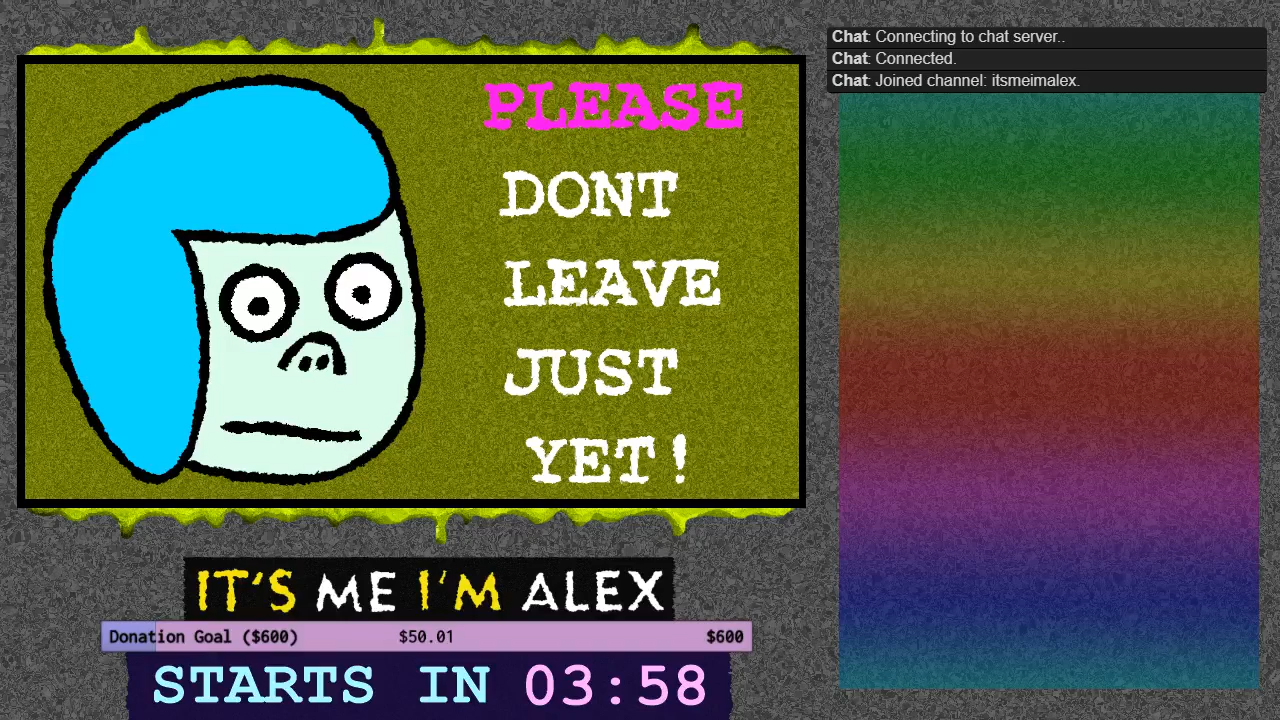 PLEASE
DONT
LEAVE
JUST
YET!
Chat: Connecting to chat server..
Chat: Connected.
Chat: Joined channel: itsmeimalex.
IT'S ME I'M ALEX
Donation Goal ($600) $50.01 $600
STARTS IN 03:58